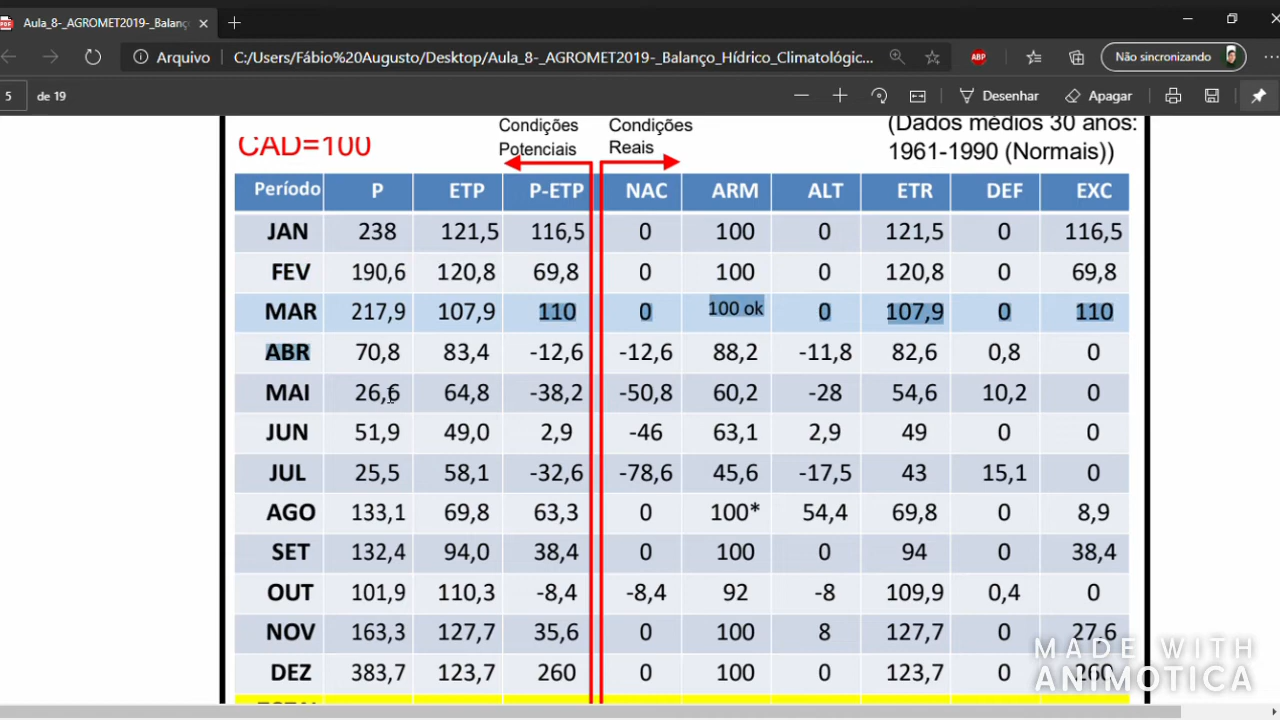 Aula_8-_AGROMET2019-_Balanç
Arquivo C:/Users/Fábio%20Augusto/Desktop/Aula_8-_AGROMET2019-_Balanço_Hídrico_Climatológic... ABP Não sincronizando
5 de 19 Desenhar Apagar
CAD=100
Condições
Potenciais
Condições
Reais
(Dados médios 30 anos:
1961-1990 (Normais))
Período P ETP P-ETP NAC ARM ALT ETR DEF EXC
JAN 238 121,5 116,5 0 100 0 121,5 0 116,5
FEV 190,6 120,8 69,8 0 100 0 120,8 0 69,8
MAR 217,9 107,9 110 0 100 ok 0 107,9 0 110
ABR 70,8 83,4 -12,6 -12,6 88,2 -11,8 82,6 0,8 0
MAI 26,6 64,8 -38,2 -50,8 60,2 -28 54,6 10,2 0
JUN 51,9 49,0 2,9 -46 63,1 2,9 49 0 0
JUL 25,5 58,1 -32,6 -78,6 45,6 -17,5 43 15,1 0
AGO 133,1 69,8 63,3 0 100* 54,4 69,8 0 8,9
SET 132,4 94,0 38,4 0 100 0 94 0 38,4
OUT 101,9 110,3 -8,4 -8,4 92 -8 109,9 0,4 0
NOV 163,3 127,7 35,6 0 100 8 127,7 0 27,6
DEZ 383,7 123,7 260 0 100 0 123,7 0 260
MADE WITH
ANIMOTICA